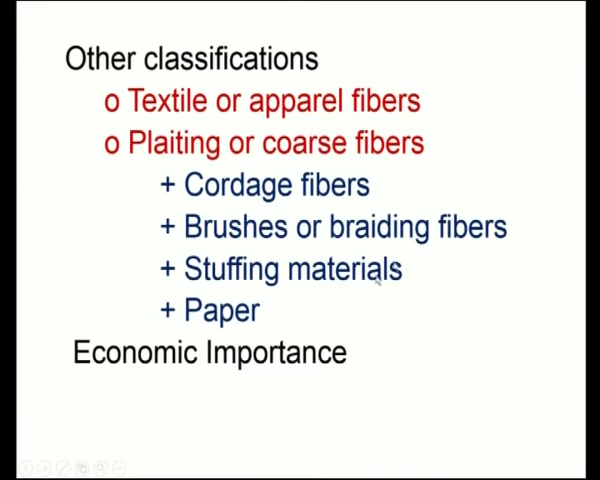 Other classifications
o Textile or apparel fibers
o Plaiting or coarse fibers
+ Cordage fibers
+ Brushes or braiding fibers
+ Stuffing materials
+ Paper
Economic Importance